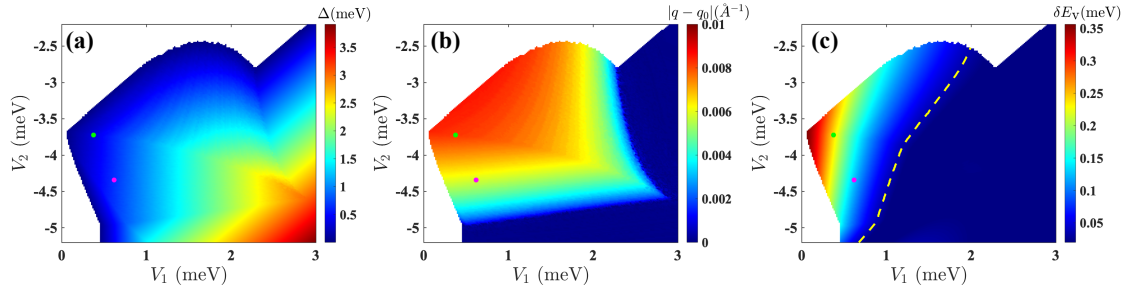 (a)
Δ(meV)
3.5
3
2.5
2
1.5
1
0.5
-2.5
-3
-3.5
-4
-4.5
-5
V₂ (meV)
0 1 2 3
V₁ (meV)
(b)
|q − q₀|(Å⁻¹)
0.01
0.008
0.006
0.004
0.002
0
-2.5
-3
-3.5
-4
-4.5
-5
V₂ (meV)
0 1 2 3
V₁ (meV)
(c)
δE_V(meV)
0.35
0.3
0.25
0.2
0.15
0.1
0.05
-2.5
-3
-3.5
-4
-4.5
-5
V₂ (meV)
0 1 2 3
V₁ (meV)